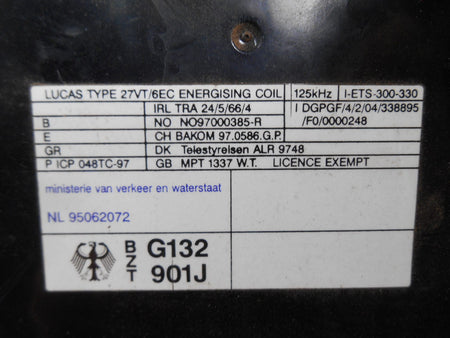 LUCAS TYPE 27VT/6EC ENERGISING COIL 125kHz I-ETS-300-330
IRL TRA 24/5/66/4 I DGPGF/4/2/04/338895
B NO NO97000385-R /F0/0000248
E CH BAKOM 97.0586.G.P.
GR DK Telestyrelsen ALR 9748
P ICP 048TC-97 GB MPT 1337 W.T. LICENCE EXEMPT
ministerie van verkeer en waterstaat
NL 95062072
BZT G132
901J